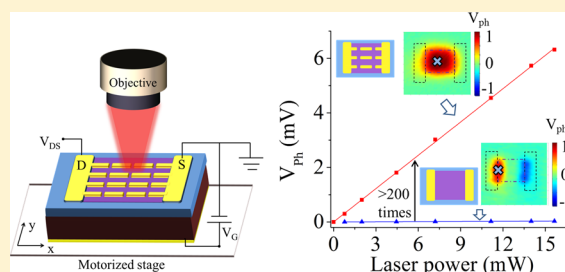 Objective
V_DS
D
S
V_G
y
x
Motorized stage
V_Ph (mV)
6
4
2
0
0
3
6
9
12
15
Laser power (mW)
>200
times
V_ph
1
0
-1
V_ph
1
0
-1